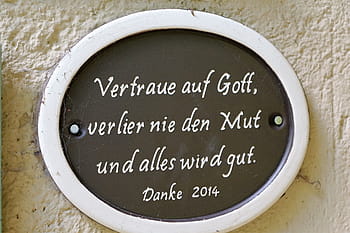 Vertraue auf Gott,
verlier nie den Mut
und alles wird gut.
Danke 2014